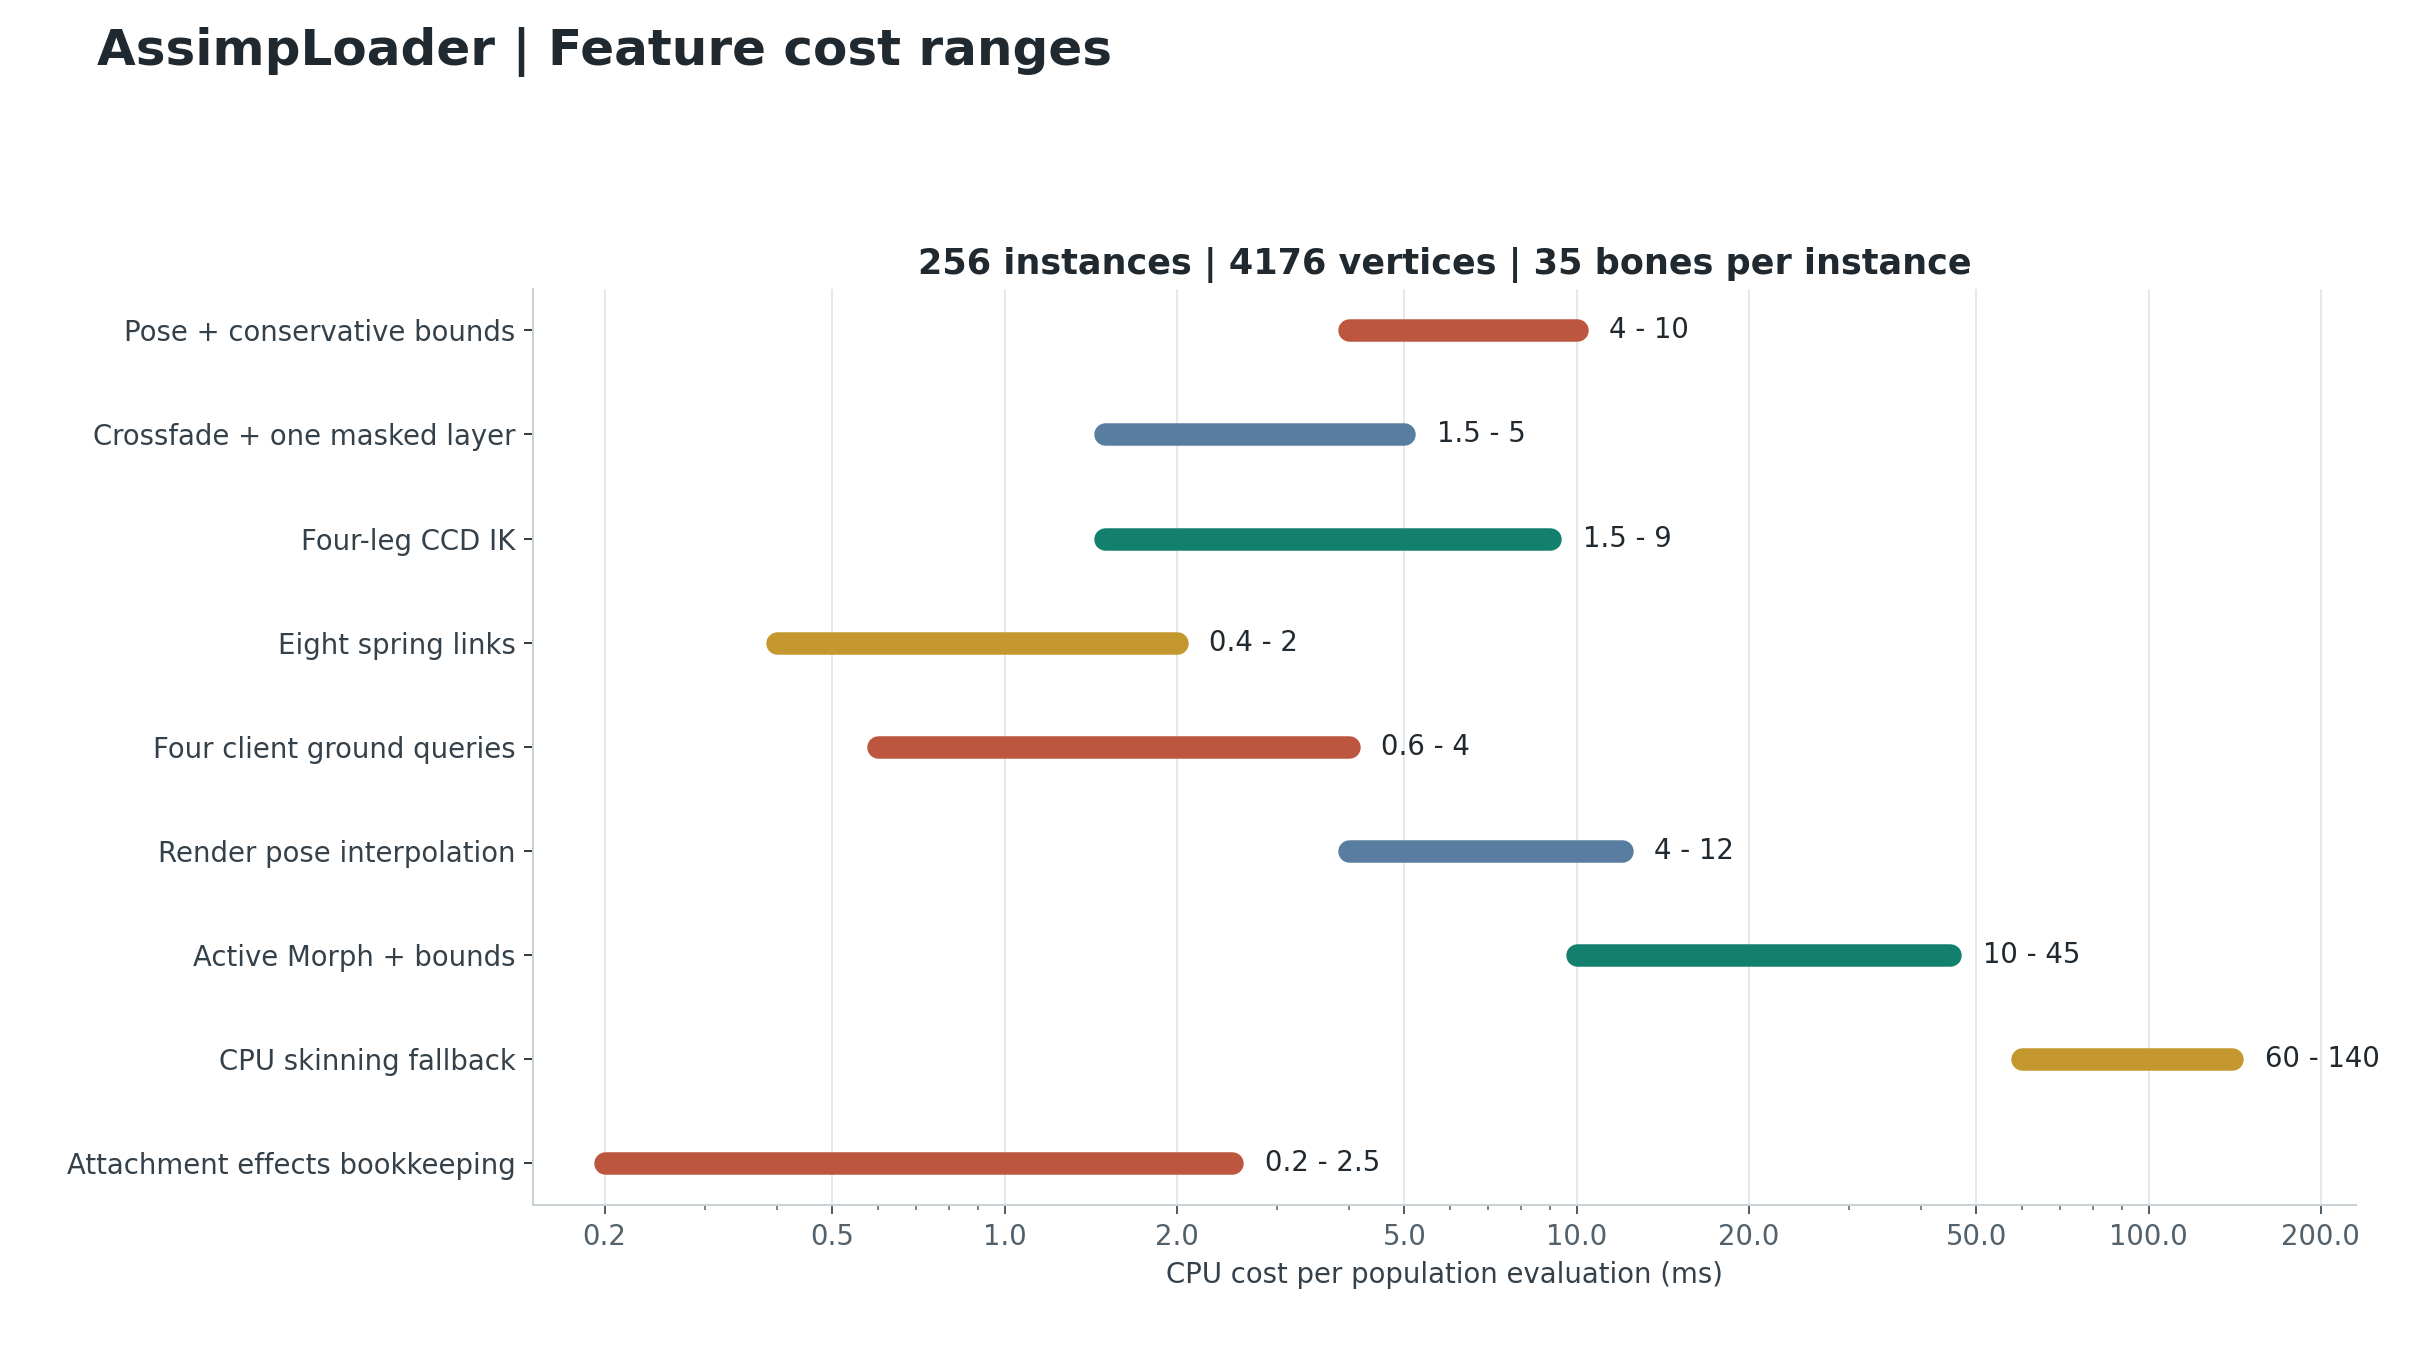 AssimpLoader | Feature cost ranges
256 instances | 4176 vertices | 35 bones per instance
Pose + conservative bounds
4 - 10
Crossfade + one masked layer
1.5 - 5
Four-leg CCD IK
1.5 - 9
Eight spring links
0.4 - 2
Four client ground queries
0.6 - 4
Render pose interpolation
4 - 12
Active Morph + bounds
10 - 45
CPU skinning fallback
60 - 140
Attachment effects bookkeeping
0.2 - 2.5
0.2 0.5 1.0 2.0 5.0 10.0 20.0 50.0 100.0 200.0
CPU cost per population evaluation (ms)